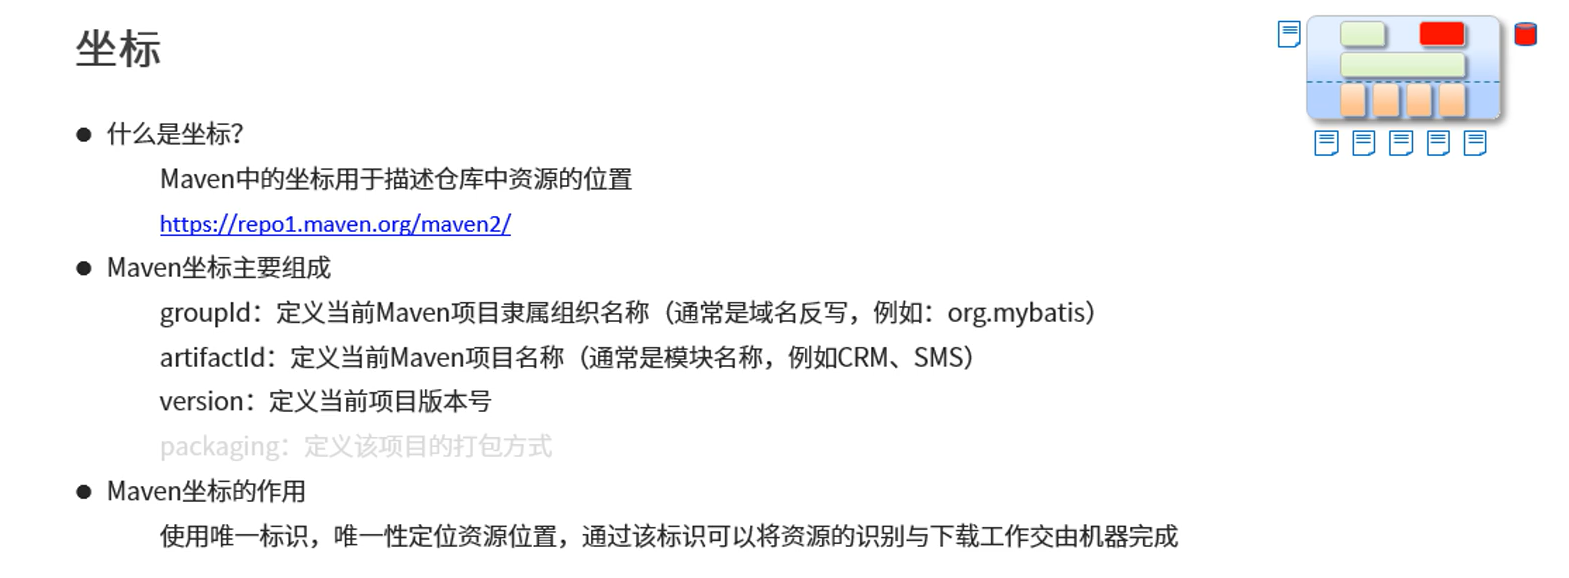 坐标
● 什么是坐标？
Maven中的坐标用于描述仓库中资源的位置
https://repo1.maven.org/maven2/
● Maven坐标主要组成
groupId：定义当前Maven项目隶属组织名称（通常是域名反写，例如：org.mybatis）
artifactId：定义当前Maven项目名称（通常是模块名称，例如CRM、SMS）
version：定义当前项目版本号
packaging：定义该项目的打包方式
● Maven坐标的作用
使用唯一标识，唯一性定位资源位置，通过该标识可以将资源的识别与下载工作交由机器完成